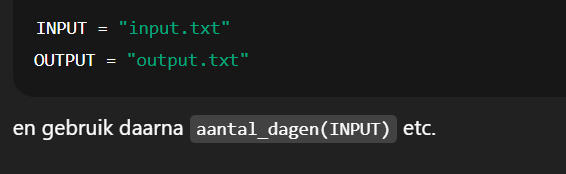 INPUT = "input.txt"
OUTPUT = "output.txt"
en gebruik daarna aantal_dagen(INPUT) etc.